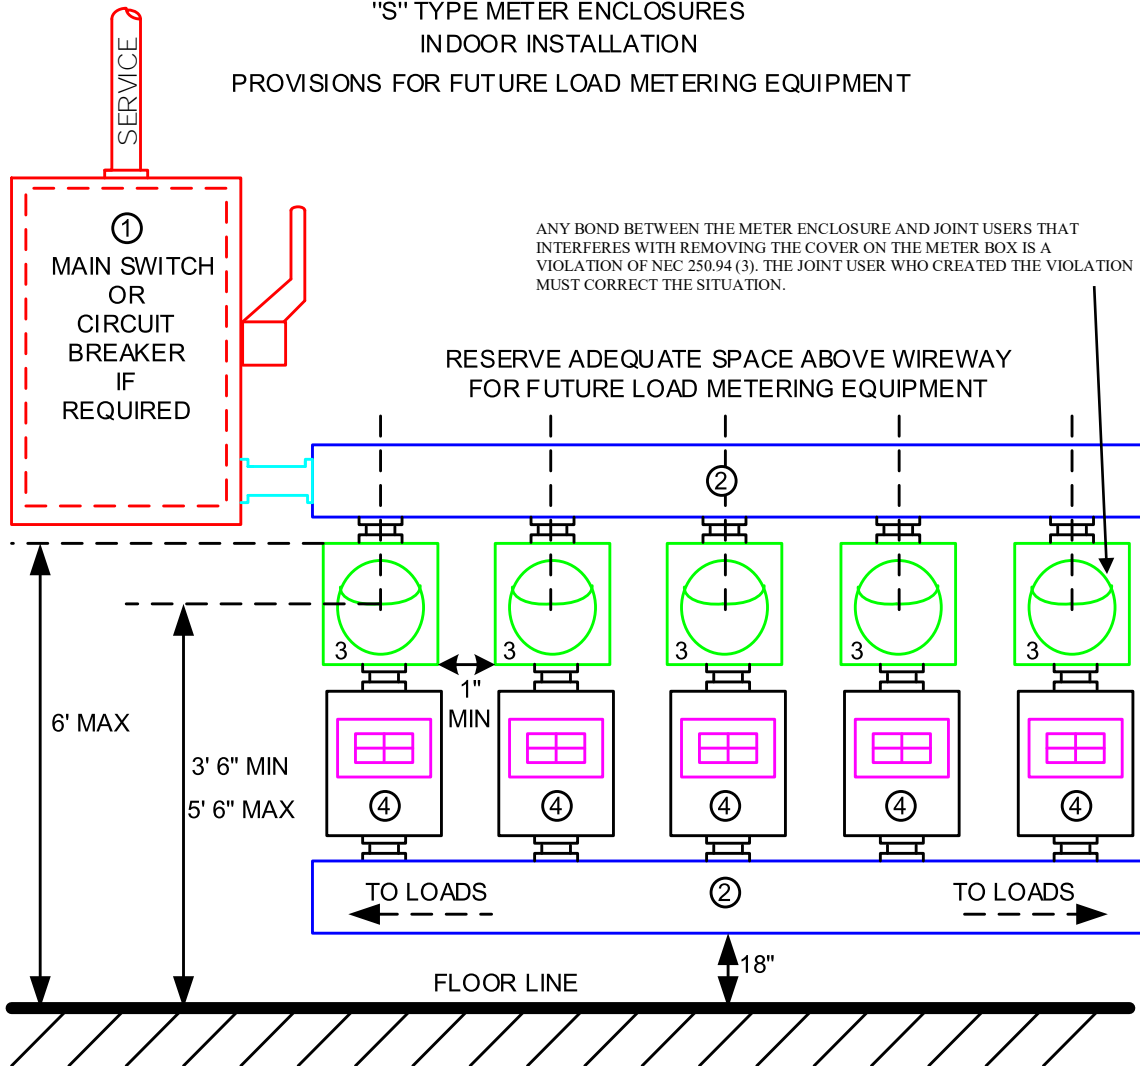 "S" TYPE METER ENCLOSURES
INDOOR INSTALLATION
PROVISIONS FOR FUTURE LOAD METERING EQUIPMENT
SERVICE
1
MAIN SWITCH
OR
CIRCUIT
BREAKER
IF
REQUIRED
ANY BOND BETWEEN THE METER ENCLOSURE AND JOINT USERS THAT
INTERFERES WITH REMOVING THE COVER ON THE METER BOX IS A
VIOLATION OF NEC 250.94 (3). THE JOINT USER WHO CREATED THE VIOLATION
MUST CORRECT THE SITUATION.
RESERVE ADEQUATE SPACE ABOVE WIREWAY
FOR FUTURE LOAD METERING EQUIPMENT
2
3 3 3 3 3
1"
MIN
6' MAX
3' 6" MIN
5' 6" MAX
4 4 4 4 4
TO LOADS 2 TO LOADS
18"
FLOOR LINE